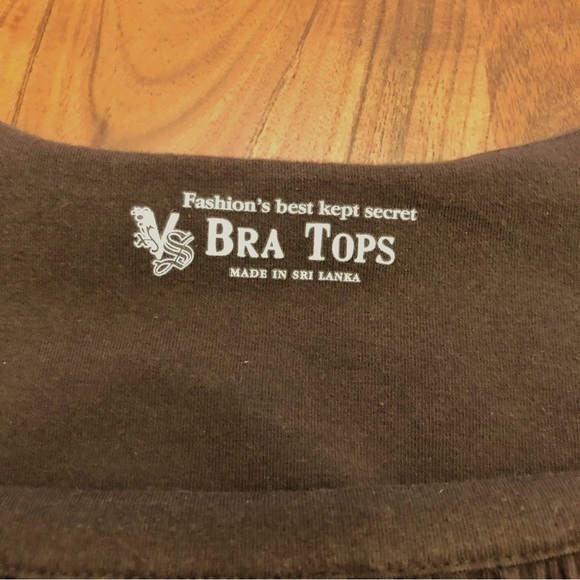 Fashion's best kept secret
VS BRA TOPS
MADE IN SRI LANKA